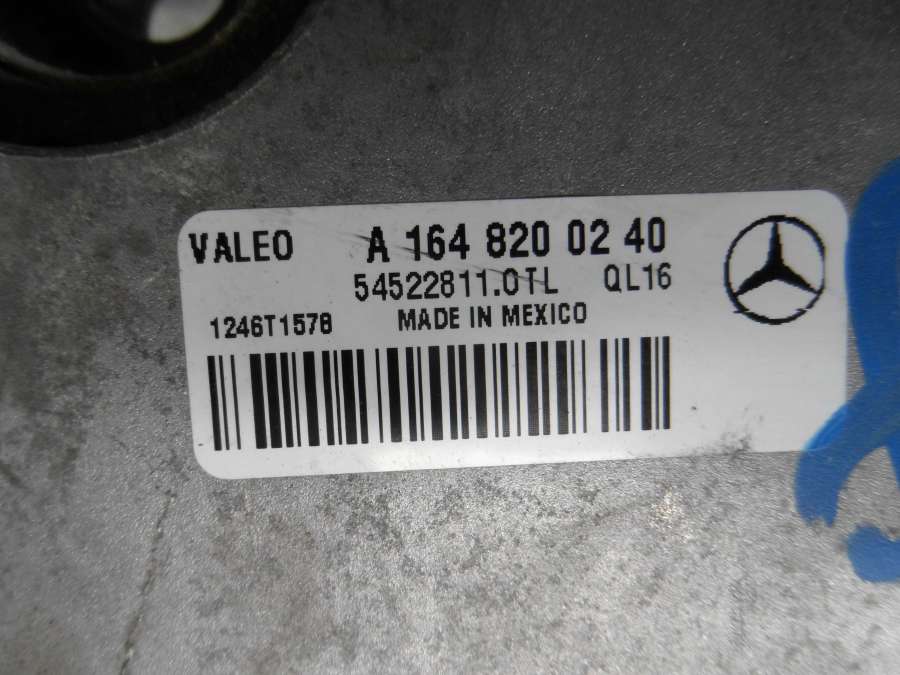 VALEO A 164 820 02 40
54522811.0TL QL16
1246T1578 MADE IN MEXICO